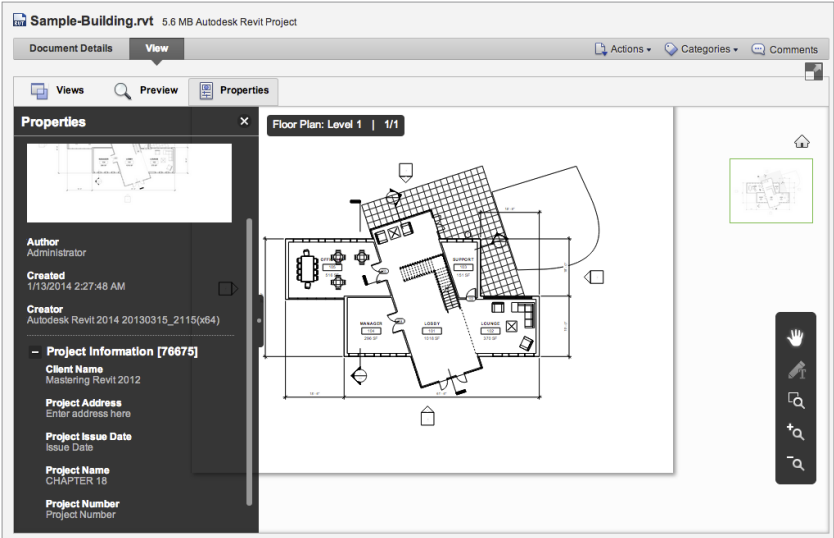 Sample-Building.rvt 5.6 MB Autodesk Revit Project
Document Details View Actions Categories Comments
Views Preview Properties
Properties
Floor Plan: Level 1 | 1/1
Author
Administrator
Created
1/13/2014 2:27:48 AM
Creator
Autodesk Revit 2014 20130315_2115(x64)
Project Information [76675]
Client Name
Mastering Revit 2012
Project Address
Enter address here
Project Issue Date
Issue Date
Project Name
CHAPTER 18
Project Number
Project Number
SUPPORT
MANAGER LOBBY LOUNGE